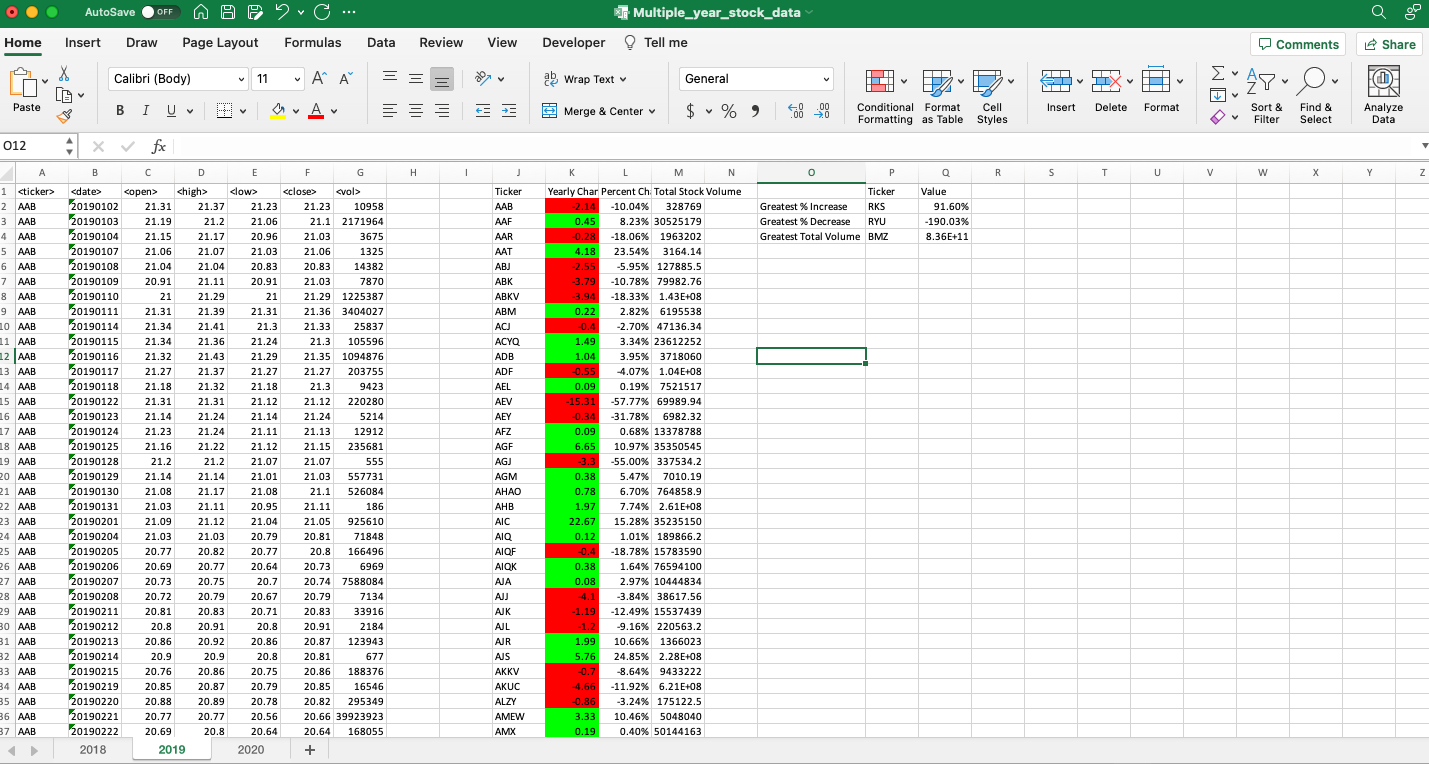 AutoSave OFF Multiple_year_stock_data
Home Insert Draw Page Layout Formulas Data Review View Developer Tell me Comments Share
Calibri (Body) 11 A A Wrap Text General
Paste B I U A Merge & Center $ % Conditional Formatting Format as Table Cell Styles Insert Delete Format Sort & Filter Find & Select Analyze Data
O12 fx
A B C D E F G H I J K L M N O P Q R S T U V W X Y Z
1 <ticker> <date> <open> <high> <low> <close> <vol> Ticker Yearly Char Percent Ch Total Stock Volume Ticker Value
2 AAB 20190102 21.31 21.37 21.23 21.23 10958 AAB -2.14 -10.04% 328769 Greatest % Increase RKS 91.60%
3 AAB 20190103 21.19 21.2 21.06 21.1 2171964 AAF 0.45 8.23% 30525179 Greatest % Decrease RYU -190.03%
4 AAB 20190104 21.15 21.17 20.96 21.03 3675 AAR -0.28 -18.06% 1963202 Greatest Total Volume BMZ 8.36E+11
5 AAB 20190107 21.06 21.07 21.03 21.06 1325 AAT 4.18 23.54% 3164.14
6 AAB 20190108 21.04 21.04 20.83 20.83 14382 ABJ -2.55 -5.95% 127885.5
7 AAB 20190109 20.91 21.11 20.91 21.03 7870 ABK -3.79 -10.78% 79982.76
8 AAB 20190110 21 21.29 21 21.29 1225387 ABKV -3.94 -18.33% 1.43E+08
9 AAB 20190111 21.31 21.39 21.31 21.36 3404027 ABM 0.22 2.82% 6195538
10 AAB 20190114 21.34 21.41 21.3 21.33 25837 ACJ -0.4 -2.70% 47136.34
11 AAB 20190115 21.34 21.36 21.24 21.3 105596 ACYQ 1.49 3.34% 23612252
12 AAB 20190116 21.32 21.43 21.29 21.35 1094876 ADB 1.04 3.95% 3718060
13 AAB 20190117 21.27 21.37 21.27 21.27 203755 ADF -0.55 -4.07% 1.04E+08
14 AAB 20190118 21.18 21.32 21.18 21.3 9423 AEL 0.09 0.19% 7521517
15 AAB 20190122 21.31 21.31 21.12 21.12 220280 AEV -15.31 -57.77% 69989.94
16 AAB 20190123 21.14 21.24 21.14 21.24 5214 AEY -0.34 -31.78% 6982.32
17 AAB 20190124 21.23 21.24 21.11 21.13 12912 AFZ 0.09 0.68% 13378788
18 AAB 20190125 21.16 21.22 21.12 21.15 235681 AGF 6.65 10.97% 35350545
19 AAB 20190128 21.2 21.2 21.07 21.07 555 AGJ -3.3 -55.00% 337534.2
20 AAB 20190129 21.14 21.14 21.01 21.03 557731 AGM 0.38 5.47% 7010.19
21 AAB 20190130 21.08 21.17 21.08 21.1 526084 AHAO 0.78 6.70% 764858.9
22 AAB 20190131 21.03 21.11 20.95 21.11 186 AHB 1.97 7.74% 2.61E+08
23 AAB 20190201 21.09 21.12 21.04 21.05 925610 AIC 22.67 15.28% 35235150
24 AAB 20190204 21.03 21.03 20.79 20.81 71848 AIQ 0.12 1.01% 189866.2
25 AAB 20190205 20.77 20.82 20.77 20.8 166496 AIQF -0.4 -18.78% 15783590
26 AAB 20190206 20.69 20.77 20.64 20.73 6969 AIQK 0.38 1.64% 76594100
27 AAB 20190207 20.73 20.75 20.7 20.74 7588084 AJA 0.08 2.97% 10444834
28 AAB 20190208 20.72 20.79 20.67 20.79 7134 AJJ -4.1 -3.84% 38617.56
29 AAB 20190211 20.81 20.83 20.71 20.83 33916 AJK -1.19 -12.49% 15537439
30 AAB 20190212 20.8 20.91 20.8 20.91 2184 AJL -1.2 -9.16% 220563.2
31 AAB 20190213 20.86 20.92 20.86 20.87 123943 AJR 1.99 10.66% 1366023
32 AAB 20190214 20.9 20.9 20.8 20.81 677 AJS 5.76 24.85% 2.28E+08
33 AAB 20190215 20.76 20.86 20.75 20.86 188376 AKKV -0.7 -8.64% 9433222
34 AAB 20190219 20.85 20.87 20.79 20.85 16546 AKUC -4.66 -11.92% 6.21E+08
35 AAB 20190220 20.88 20.89 20.78 20.82 295349 ALZY -0.86 -3.24% 175122.5
36 AAB 20190221 20.77 20.77 20.56 20.66 39923923 AMEW 3.33 10.46% 5048040
37 AAB 20190222 20.69 20.8 20.64 20.64 168055 AMX 0.19 0.40% 50144163
2018 2019 2020 +